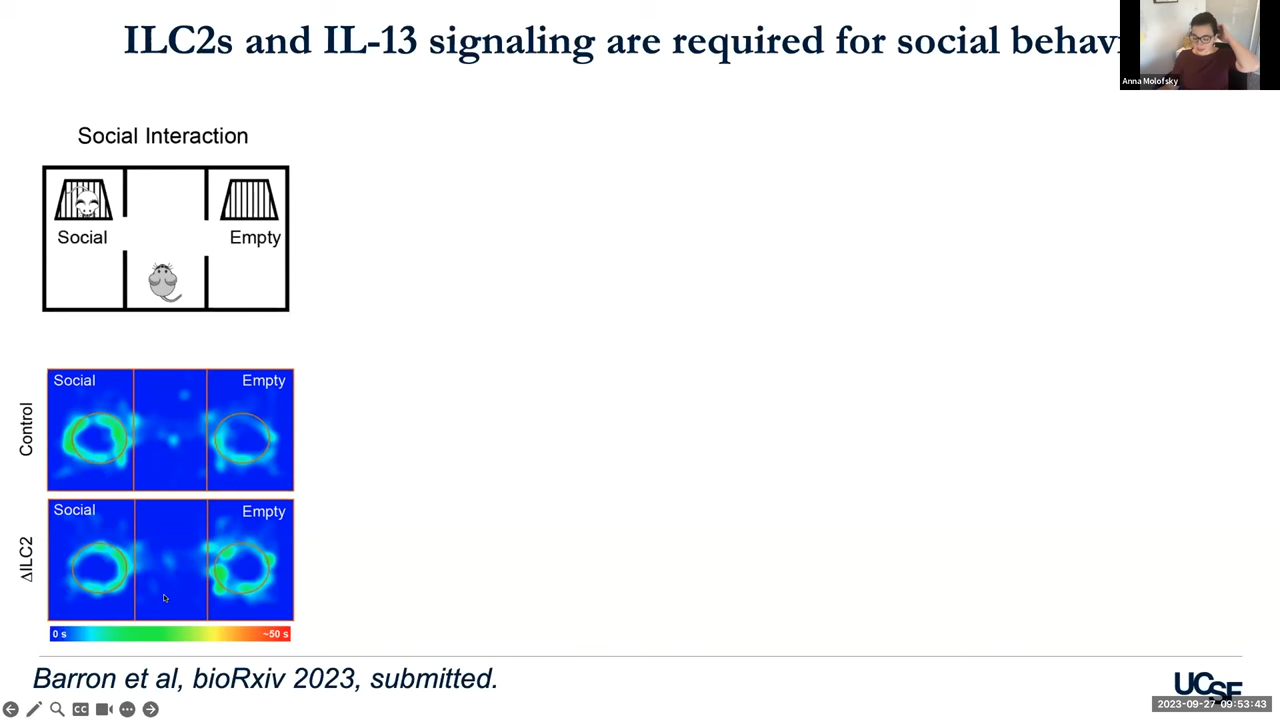 ILC2s and IL-13 signaling are required for social behav
Anna Molofsky
Social Interaction
Social
Empty
Control
Social
Empty
ΔILC2
Social
Empty
0 s
~50 s
Barron et al, bioRxiv 2023, submitted.
UCSF
CC
2023-09-27 09:53:43